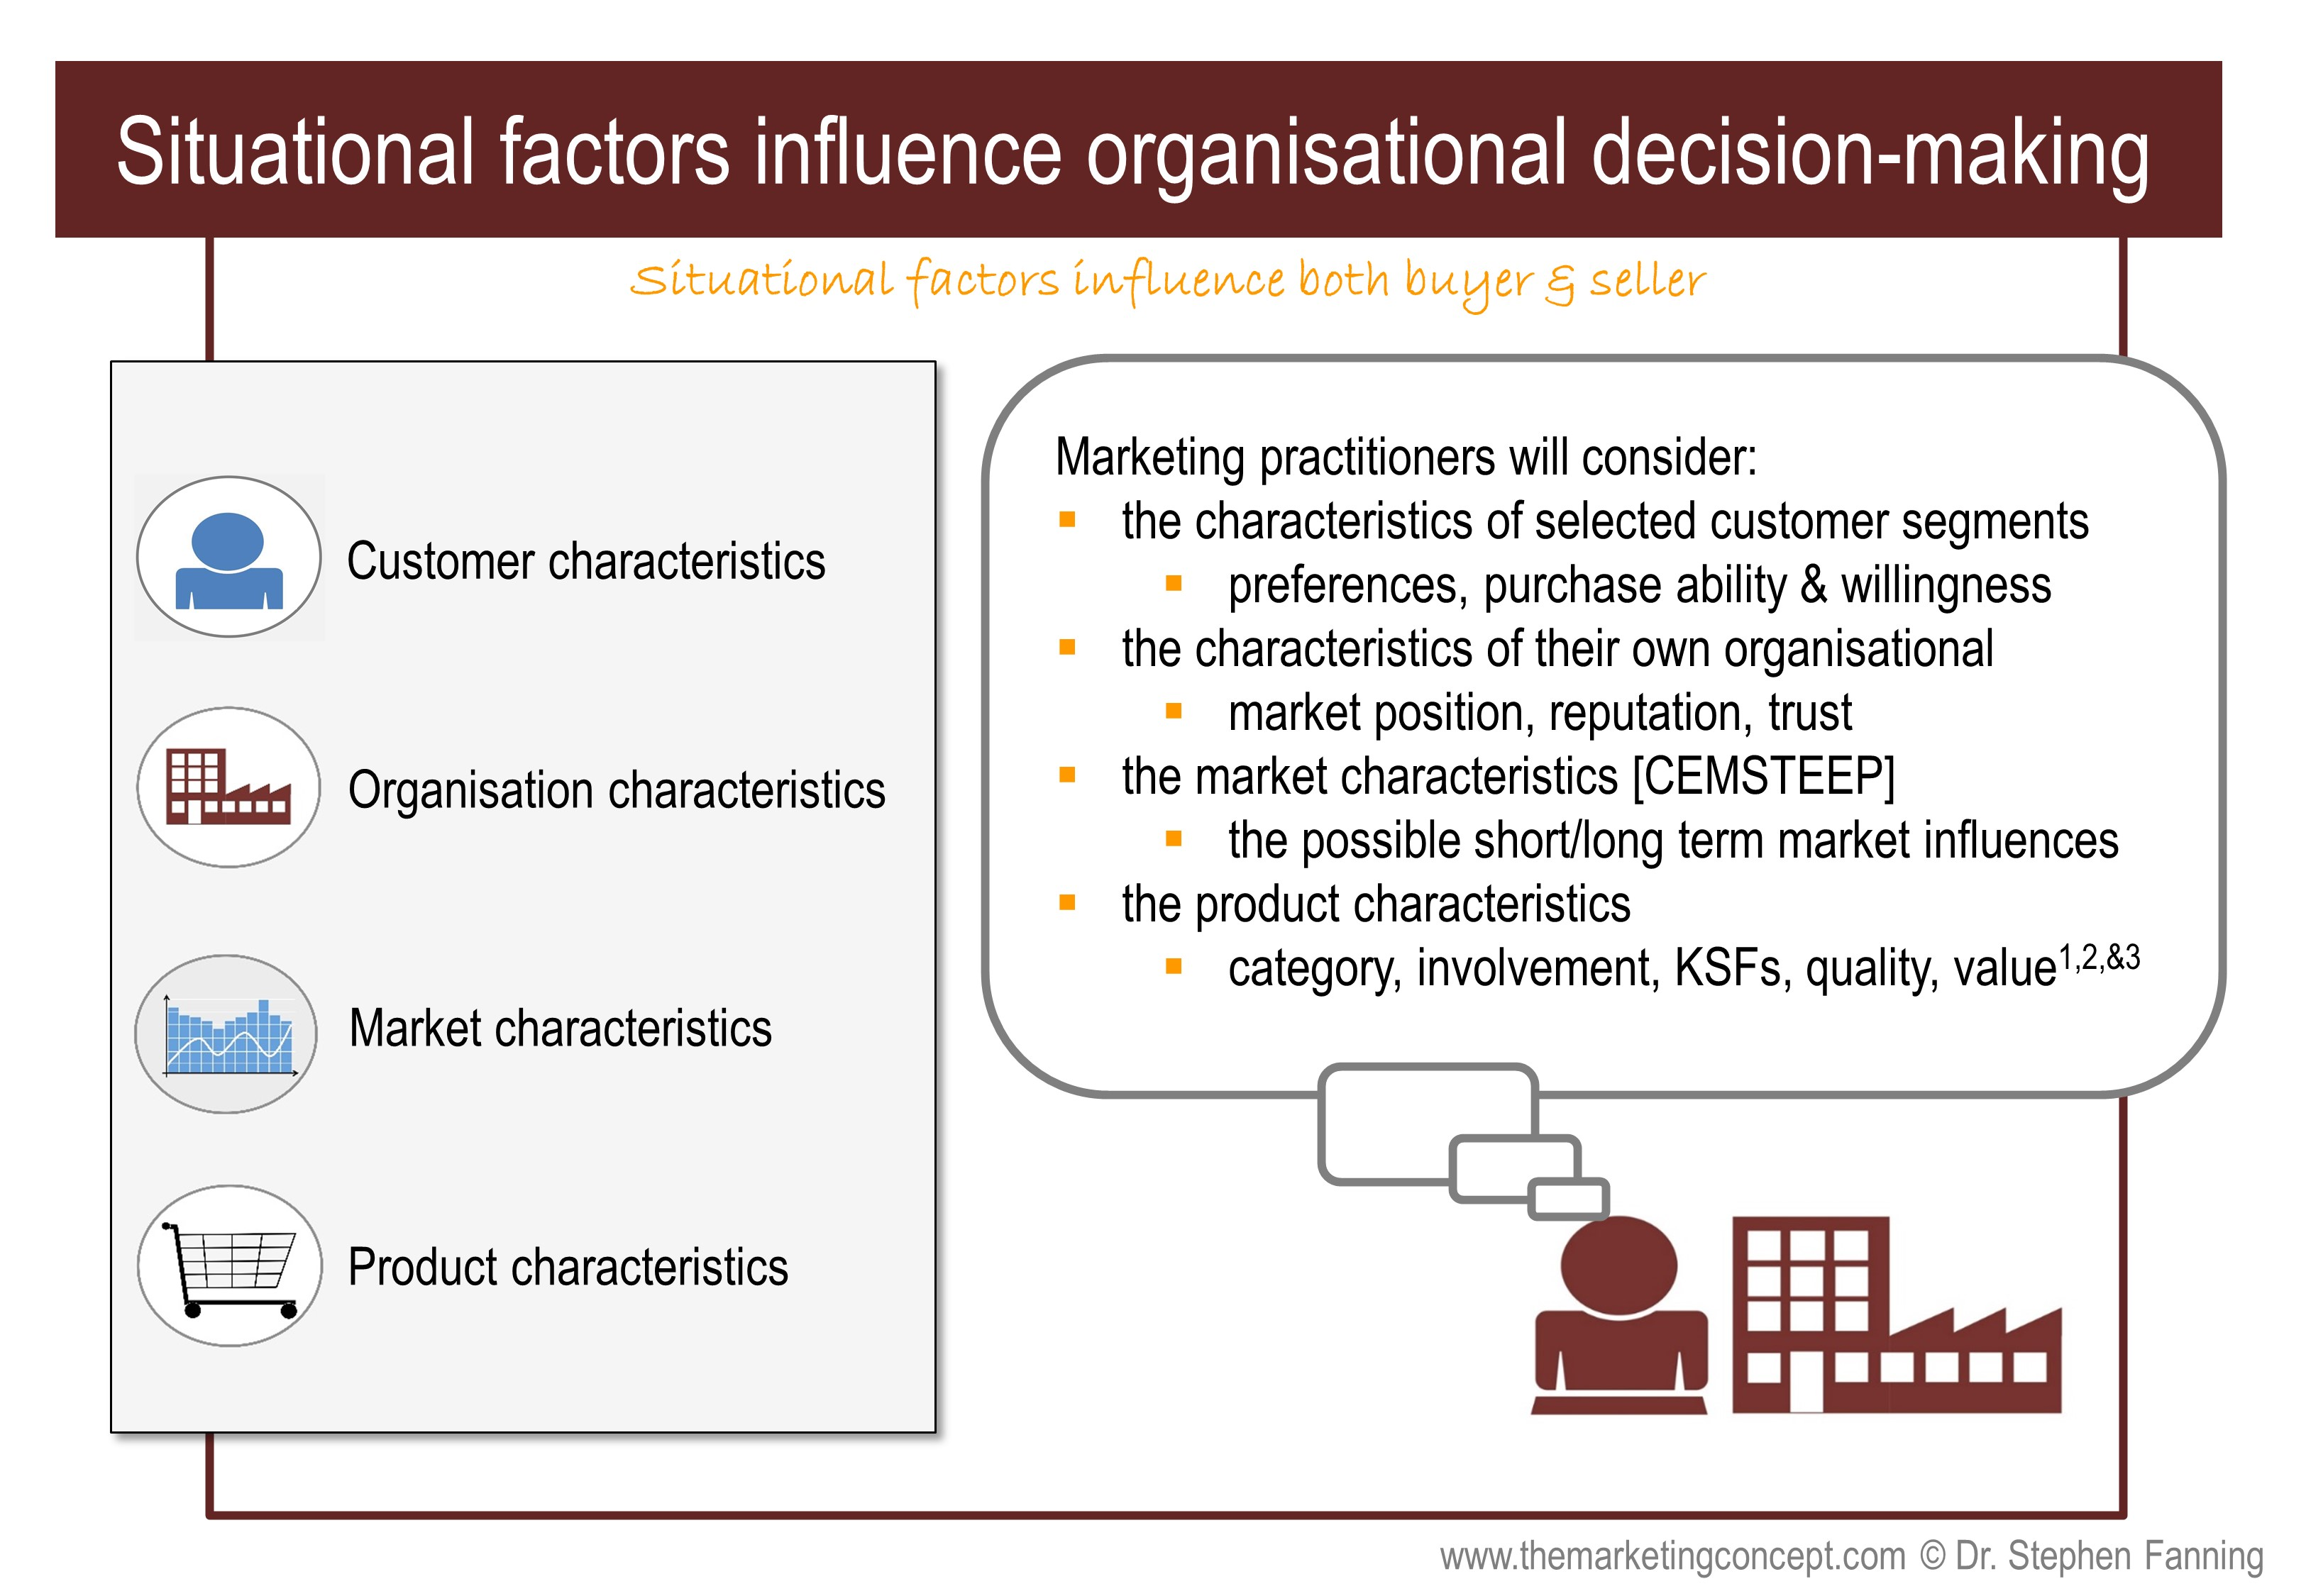 Situational factors influence organisational decision-making
Situational factors influence both buyer & seller
Customer characteristics
Organisation characteristics
Market characteristics
Product characteristics
Marketing practitioners will consider:
▪ the characteristics of selected customer segments
▪ preferences, purchase ability & willingness
▪ the characteristics of their own organisational
▪ market position, reputation, trust
▪ the market characteristics [CEMSTEEP]
▪ the possible short/long term market influences
▪ the product characteristics
▪ category, involvement, KSFs, quality, value1,2,&3
www.themarketingconcept.com © Dr. Stephen Fanning